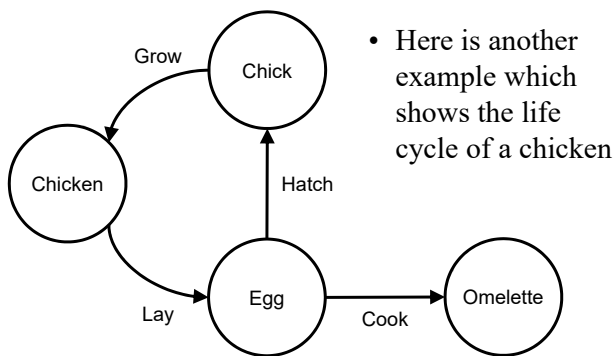 Grow
Chick
• Here is another
example which
shows the life
cycle of a chicken
Chicken
Hatch
Lay
Egg
Cook
Omelette